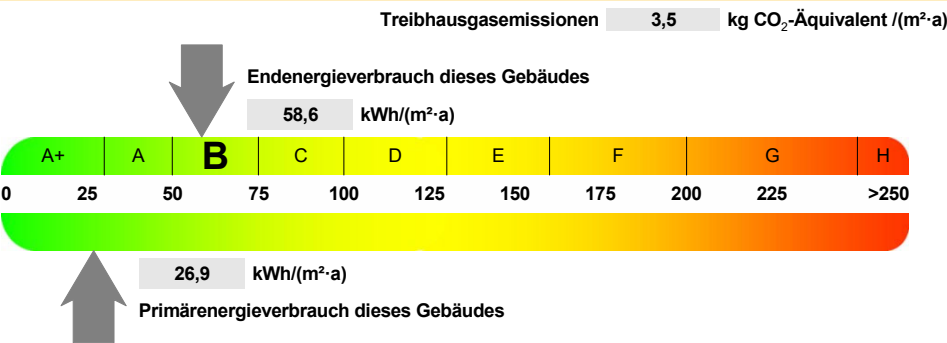 Treibhausgasemissionen 3,5 kg CO₂-Äquivalent /(m²·a)
Endenergieverbrauch dieses Gebäudes
58,6 kWh/(m²·a)
A+ A B C D E F G H
0 25 50 75 100 125 150 175 200 225 >250
26,9 kWh/(m²·a)
Primärenergieverbrauch dieses Gebäudes